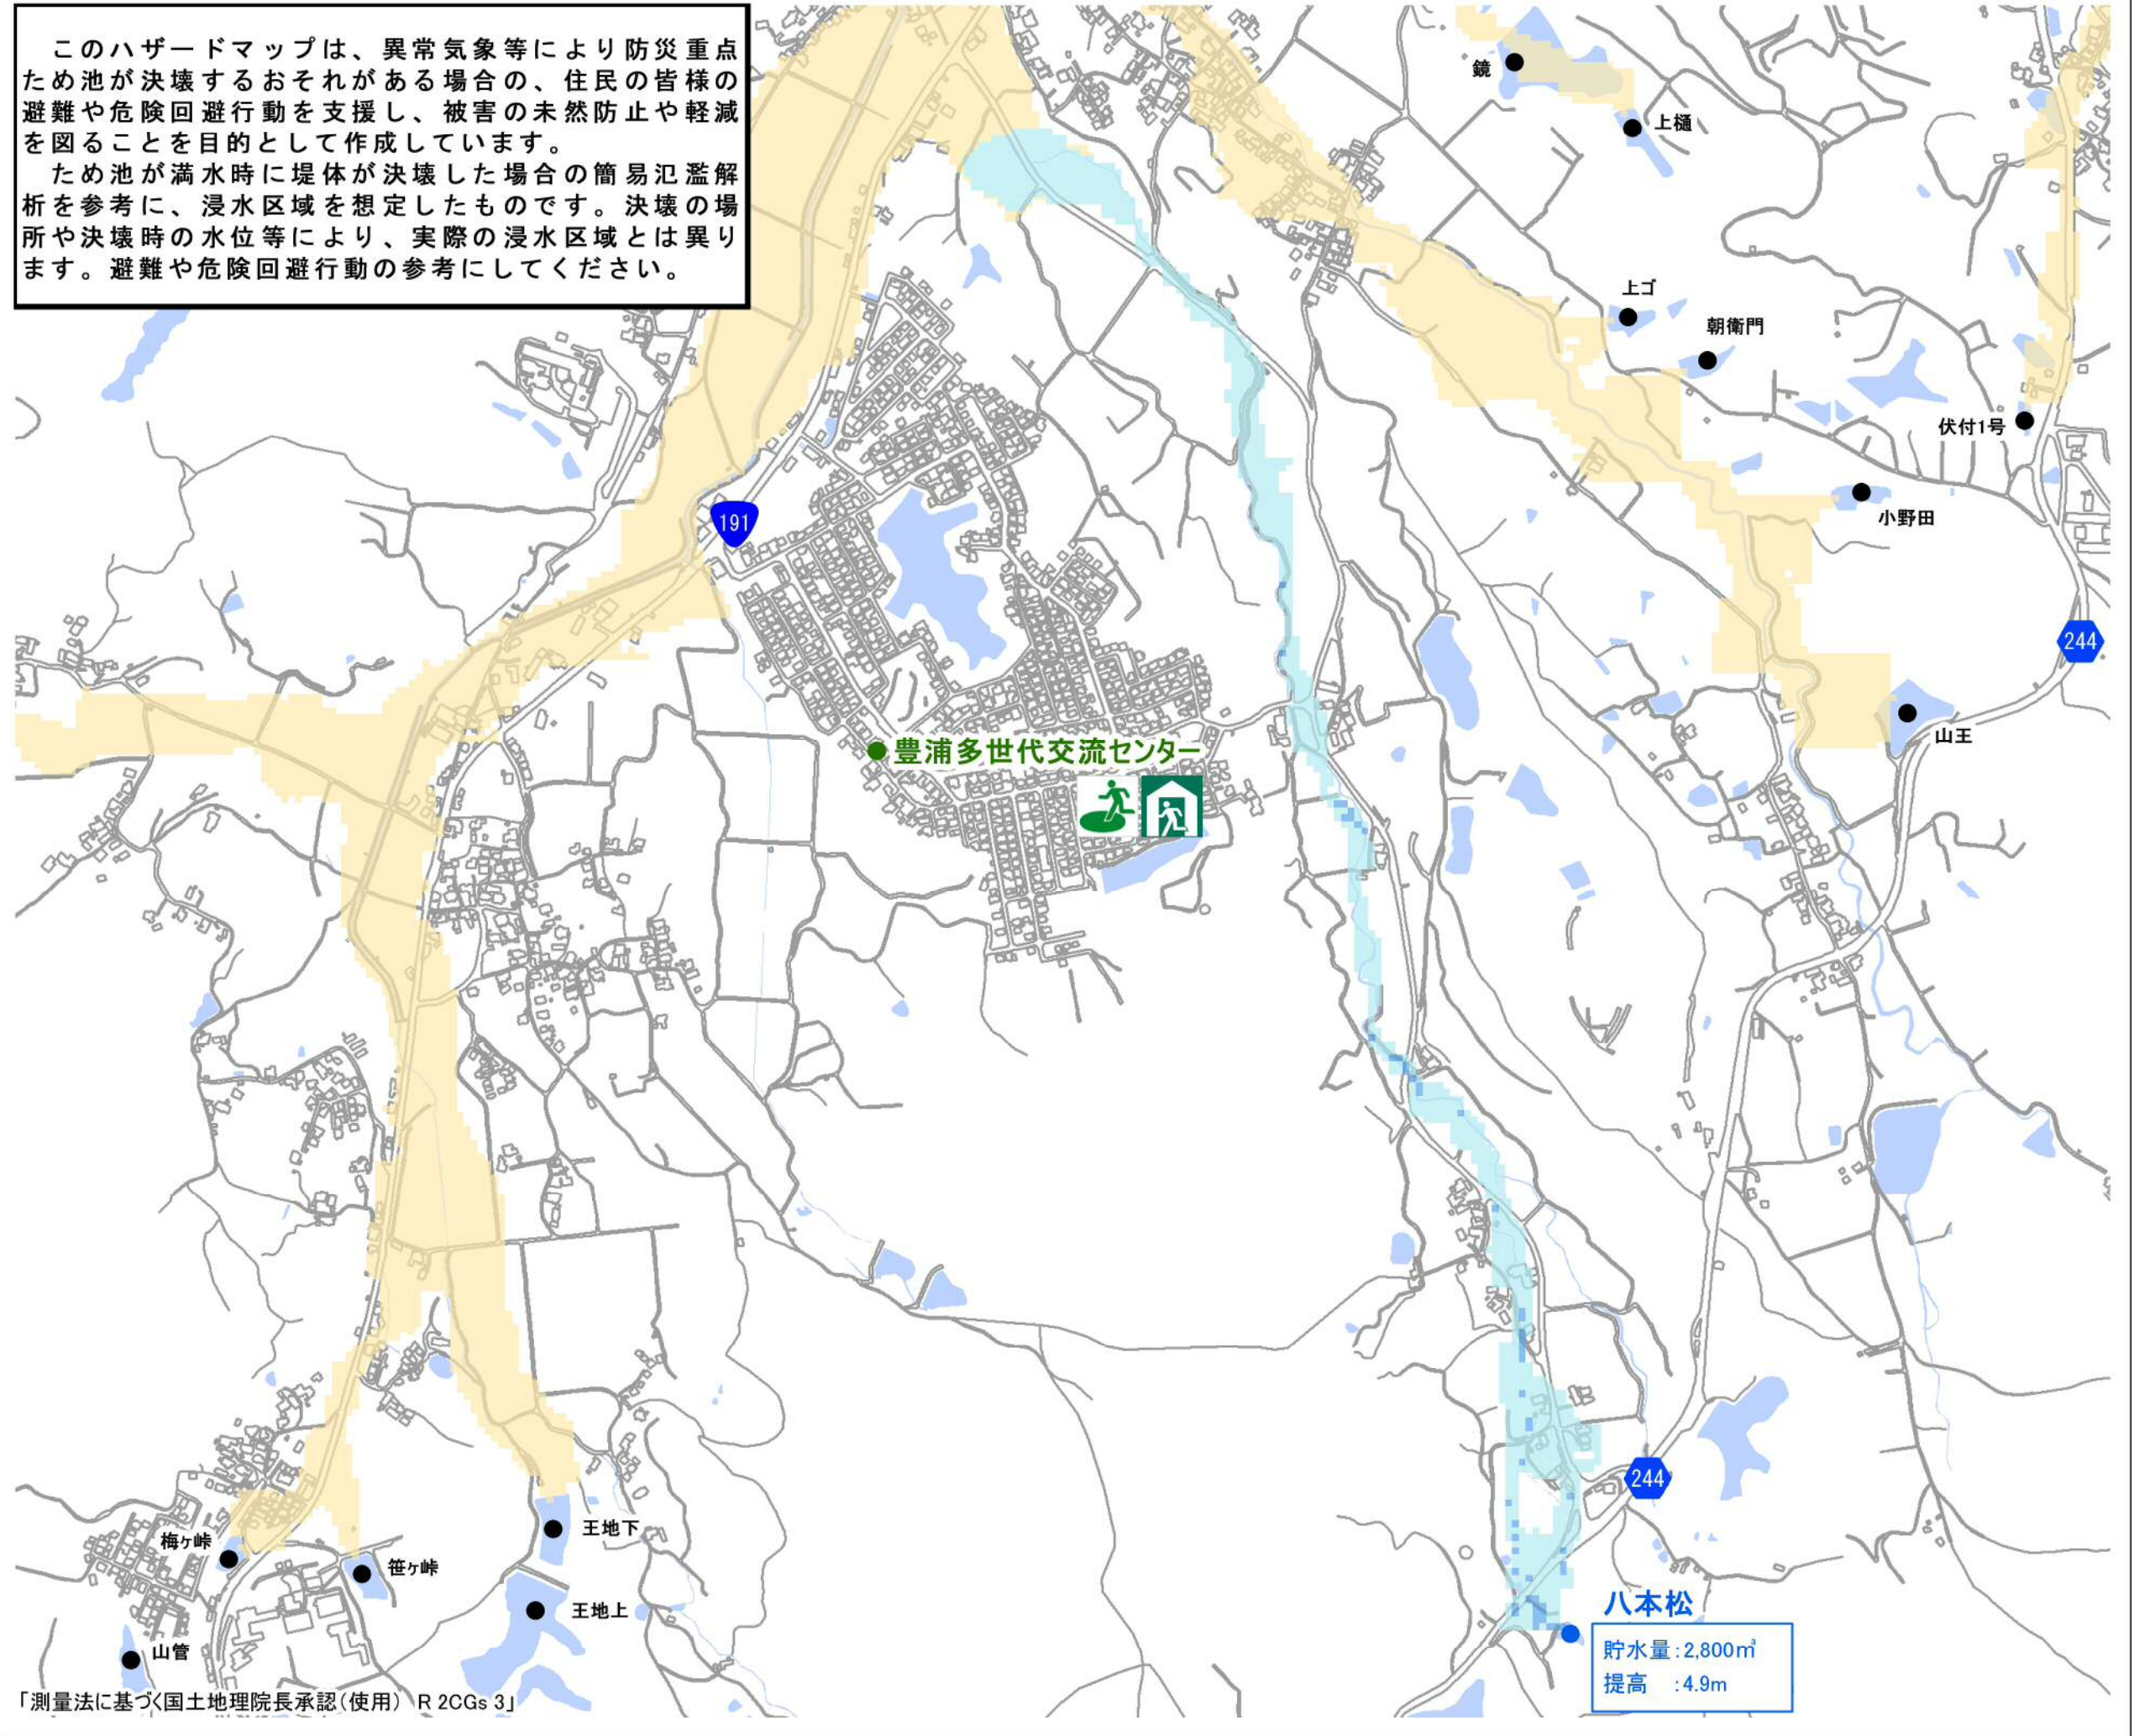 このハザードマップは、異常気象等により防災重点
ため池が決壊するおそれがある場合の、住民の皆様の
避難や危険回避行動を支援し、被害の未然防止や軽減
を図ることを目的として作成しています。
ため池が満水時に堤体が決壊した場合の簡易氾濫解
析を参考に、浸水区域を想定したものです。決壊の場
所や決壊時の水位等により、実際の浸水区域とは異り
ます。避難や危険回避行動の参考にしてください。
鏡
上樋
上ゴ
朝衛門
伏付1号
小野田
191
244
山王
豊浦多世代交流センター
244
梅ヶ峠
笹ヶ峠
王地下
王地上
山管
八本松
貯水量:2,800㎥
提高 :4.9m
「測量法に基づく国土地理院長承認(使用) R 2CGs 3」